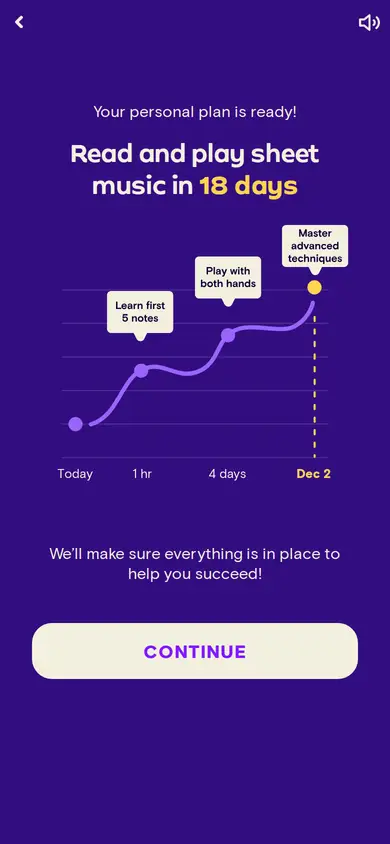 Your personal plan is ready!
Read and play sheet
music in 18 days
Master
advanced
techniques
Play with
both hands
Learn first
5 notes
Today
1 hr
4 days
Dec 2
We'll make sure everything is in place to
help you succeed!
CONTINUE